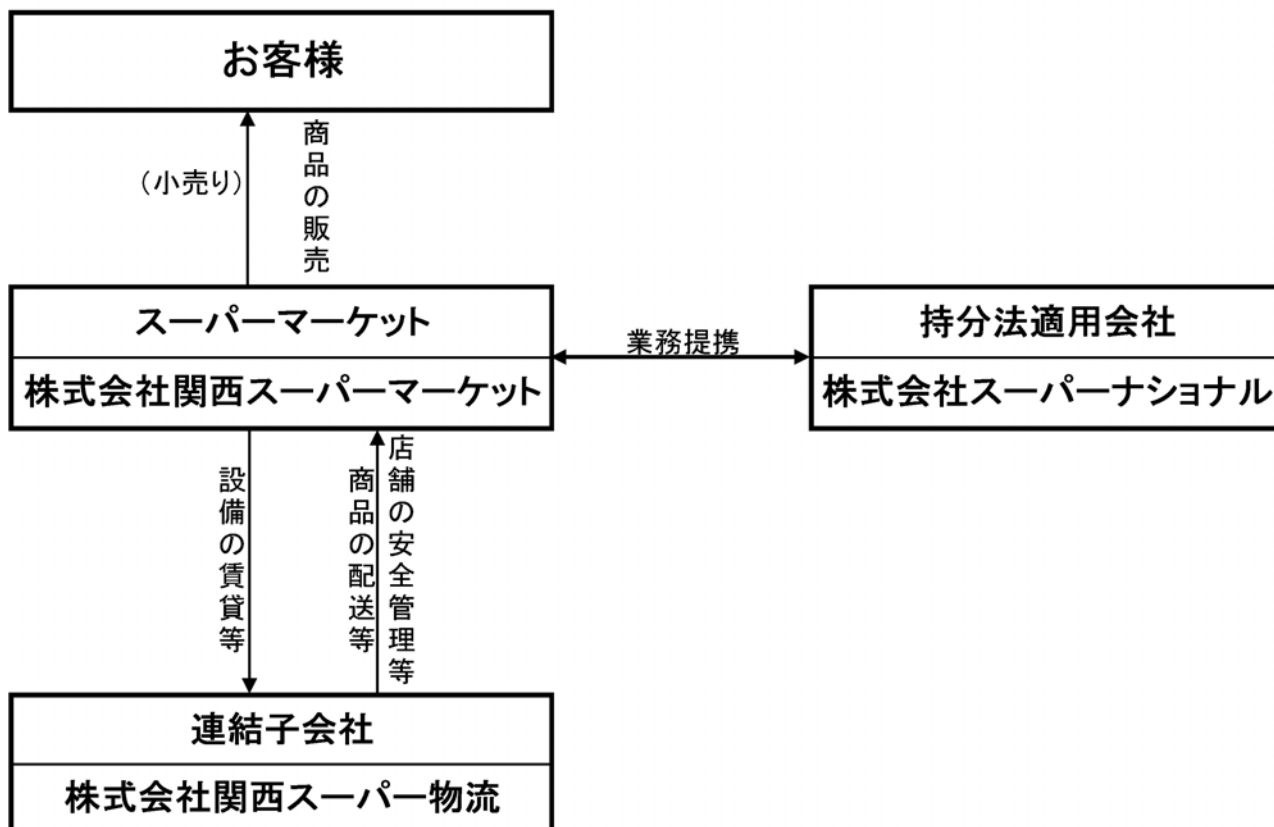 お客様
(小売り)
商品の販売
スーパーマーケット
株式会社関西スーパーマーケット
業務提携
持分法適用会社
株式会社スーパーナショナル
設備の賃貸等
商品の配送等
店舗の安全管理等
連結子会社
株式会社関西スーパー物流